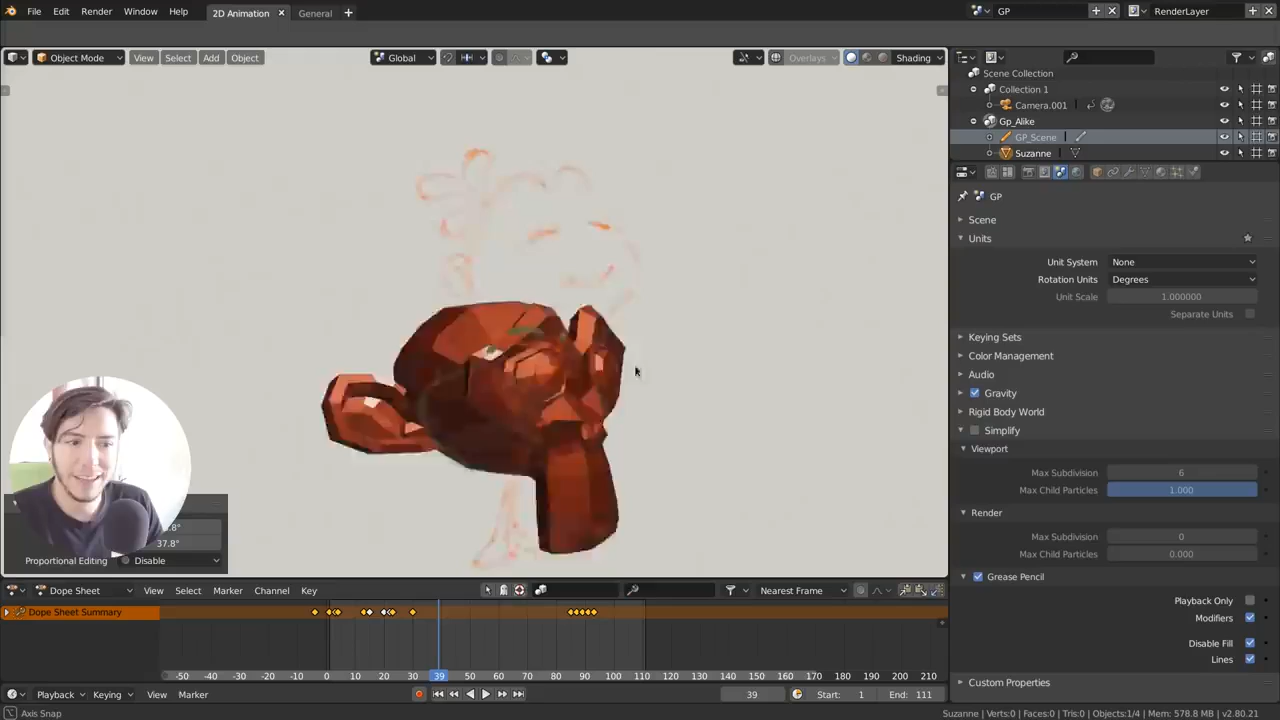 File Edit Render Window Help 2D Animation General + GP RenderLayer
Object Mode View Select Add Object Global Overlays Shading
Scene Collection
Collection 1
Camera.001
Gp_Alike
GP_Scene
Suzanne
GP
Scene
Units
Unit System None
Rotation Units Degrees
Unit Scale 1.000000
Separate Units
Keying Sets
Color Management
Audio
Gravity
Rigid Body World
Simplify
Viewport
Max Subdivision 6
Max Child Particles 1.000
Render
Max Subdivision 0
Max Child Particles 0.000
Grease Pencil
Playback Only
Modifiers
Disable Fill
Lines
Custom Properties
37.8°
Proportional Editing Disable
Dope Sheet View Select Marker Channel Key Nearest Frame
Dope Sheet Summary
-50 -40 -30 -20 -10 0 10 20 30 39 50 60 70 80 90 100 110 120 130 140 150 160 170 180 190 200 210
Playback Keying View Marker 39 Start: 1 End: 111
Axis Snap Suzanne | Verts:0 | Faces:0 | Tris:0 | Objects:1/4 | Mem: 578.8 MB | v2.80.21